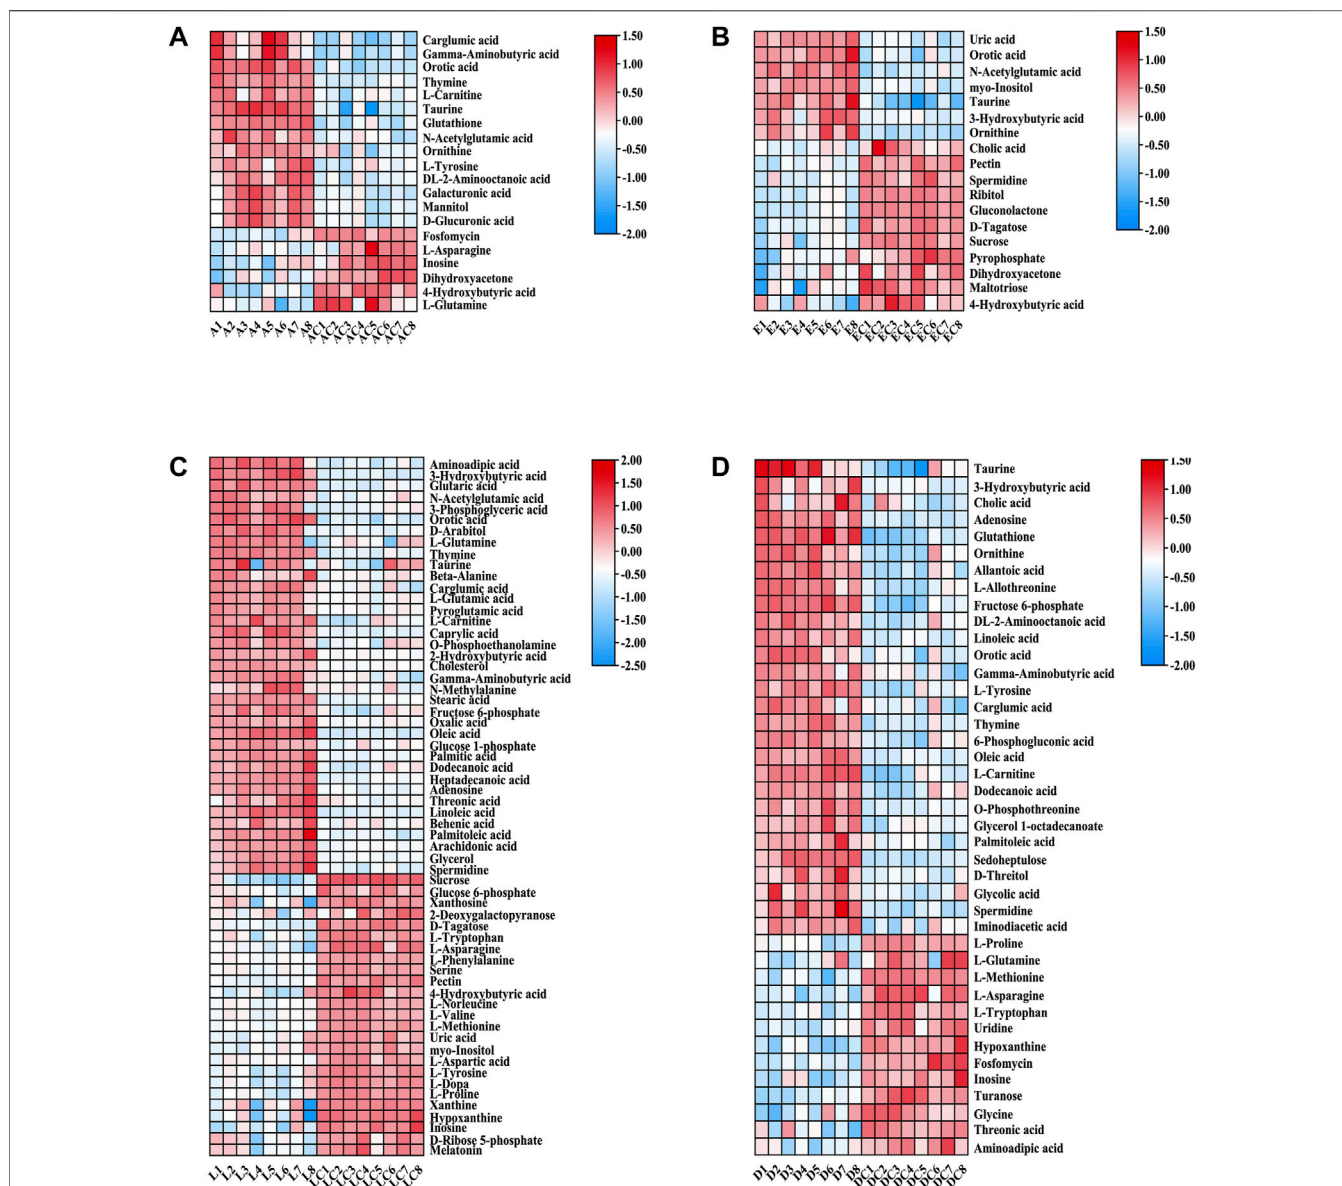 A
Carglumic acid
Gamma-Aminobutyric acid
Orotic acid
Thymine
L-Carnitine
Taurine
Glutathione
N-Acetylglutamic acid
Ornithine
L-Tyrosine
DL-2-Aminooctanoic acid
Galacturonic acid
Mannitol
D-Glucuronic acid
Fosfomycin
L-Asparagine
Inosine
Dihydroxyacetone
4-Hydroxybutyric acid
L-Glutamine
A1 A2 A3 A4 A5 A6 A7 A8 AC1 AC2 AC3 AC4 AC5 AC6 AC7 AC8
1.50
1.00
0.50
0.00
-0.50
-1.00
-1.50
-2.00
B
Uric acid
Orotic acid
N-Acetylglutamic acid
myo-Inositol
Taurine
3-Hydroxybutyric acid
Ornithine
Cholic acid
Pectin
Spermidine
Ribitol
Gluconolactone
D-Tagatose
Sucrose
Pyrophosphate
Dihydroxyacetone
Maltotriose
4-Hydroxybutyric acid
E1 E2 E3 E4 E5 E6 E7 E8 EC1 EC2 EC3 EC4 EC5 EC6 EC7 EC8
1.50
1.00
0.50
0.00
-0.50
-1.00
-1.50
-2.00
C
Aminoadipic acid
3-Hydroxybutyric acid
Glutaric acid
N-Acetylglutamic acid
3-Phosphoglyceric acid
Orotic acid
D-Arabitol
L-Glutamine
Thymine
Taurine
Beta-Alanine
Carglumic acid
L-Glutamic acid
Pyroglutamic acid
L-Carnitine
Caprylic acid
O-Phosphoethanolamine
2-Hydroxybutyric acid
Cholesterol
Gamma-Aminobutyric acid
N-Methylalanine
Stearic acid
Fructose 6-phosphate
Oxalic acid
Oleic acid
Glucose 1-phosphate
Palmitic acid
Dodecanoic acid
Heptadecanoic acid
Adenosine
Threonic acid
Linoleic acid
Behenic acid
Palmitoleic acid
Arachidonic acid
Glycerol
Spermidine
Sucrose
Glucose 6-phosphate
Xanthosine
2-Deoxygalactopyranose
D-Tagatose
L-Tryptophan
L-Asparagine
L-Phenylalanine
Serine
Pectin
4-Hydroxybutyric acid
L-Norleucine
L-Valine
L-Methionine
Uric acid
myo-Inositol
L-Aspartic acid
L-Tyrosine
L-Dopa
L-Proline
Xanthine
Hypoxanthine
Inosine
D-Ribose 5-phosphate
Melatonin
L1 L2 L3 L4 L5 L6 L7 L8 LC1 LC2 LC3 LC4 LC5 LC6 LC7 LC8
2.00
1.50
1.00
0.50
0.00
-0.50
-1.00
-1.50
-2.00
-2.50
D
Taurine
3-Hydroxybutyric acid
Cholic acid
Adenosine
Glutathione
Ornithine
Allantoic acid
L-Allothreonine
Fructose 6-phosphate
DL-2-Aminooctanoic acid
Linoleic acid
Orotic acid
Gamma-Aminobutyric acid
L-Tyrosine
Carglumic acid
Thymine
6-Phosphogluconic acid
Oleic acid
L-Carnitine
Dodecanoic acid
O-Phosphothreonine
Glycerol 1-octadecanoate
Palmitoleic acid
Sedoheptulose
D-Threitol
Glycolic acid
Spermidine
Iminodiacetic acid
L-Proline
L-Glutamine
L-Methionine
L-Asparagine
L-Tryptophan
Uridine
Hypoxanthine
Fosfomycin
Inosine
Turanose
Glycine
Threonic acid
Aminoadipic acid
D1 D2 D3 D4 D5 D6 D7 D8 DC1 DC2 DC3 DC4 DC5 DC6 DC7 DC8
1.50
1.00
0.50
0.00
-0.50
-1.00
-1.50
-2.00